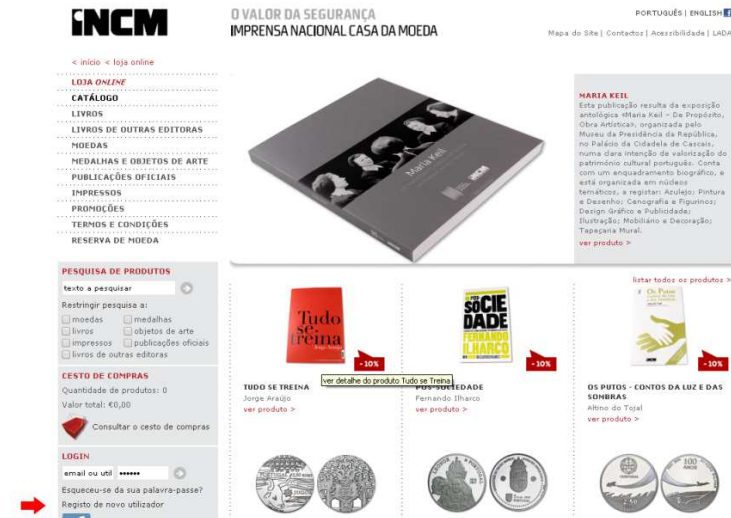 INCM
O VALOR DA SEGURANÇA
IMPRENSA NACIONAL CASA DA MOEDA
PORTUGUÊS | ENGLISH
Mapa do Site | Contactos | Acessibilidade | LADA
< início < loja online
LOJA ONLINE
CATÁLOGO
LIVROS
LIVROS DE OUTRAS EDITORAS
MOEDAS
MEDALHAS E OBJETOS DE ARTE
PUBLICAÇÕES OFICIAIS
IMPRESSOS
PROMOÇÕES
TERMOS E CONDIÇÕES
RESERVA DE MOEDA
Maria Keil
INCM
MARIA KEIL
Esta publicação resulta da exposição
antológica «Maria Keil – De Propósito,
Obra Artística», organizada pelo
Museu da Presidência da República,
no Palácio da Cidadela de Cascais,
numa clara intenção de valorização do
património cultural português. Conta
com um enquadramento biográfico, e
está organizada em núcleos
temáticos, a registar: Azulejo; Pintura
e Desenho; Cenografia e Figurinos;
Design Gráfico e Publicidade;
Ilustração; Mobiliário e Decoração;
Tapeçaria Mural.
ver produto >
PESQUISA DE PRODUTOS
texto a pesquisar
Restringir pesquisa a:
moedas medalhas
livros objetos de arte
impressos publicações oficiais
livros de outras editoras
CESTO DE COMPRAS
Quantidade de produtos: 0
Valor total: €0,00
Consultar o cesto de compras
LOGIN
email ou util ••••••
Esqueceu-se da sua palavra-passe?
Registo de novo utilizador
listar todos os produtos >
Tudo
se
treina
-10%
ver detalhe do produto Tudo se Treina
TUDO SE TREINA
Jorge Araújo
ver produto >
PÓS
SOCIE
DADE
FERNANDO
ILHARCO
-10%
PÓS-SOCIEDADE
Fernando Ilharco
ver produto >
Os Putos
-10%
OS PUTOS - CONTOS DA LUZ E DAS
SOMBRAS
Altino do Tojal
ver produto >
100
ANOS
2.50